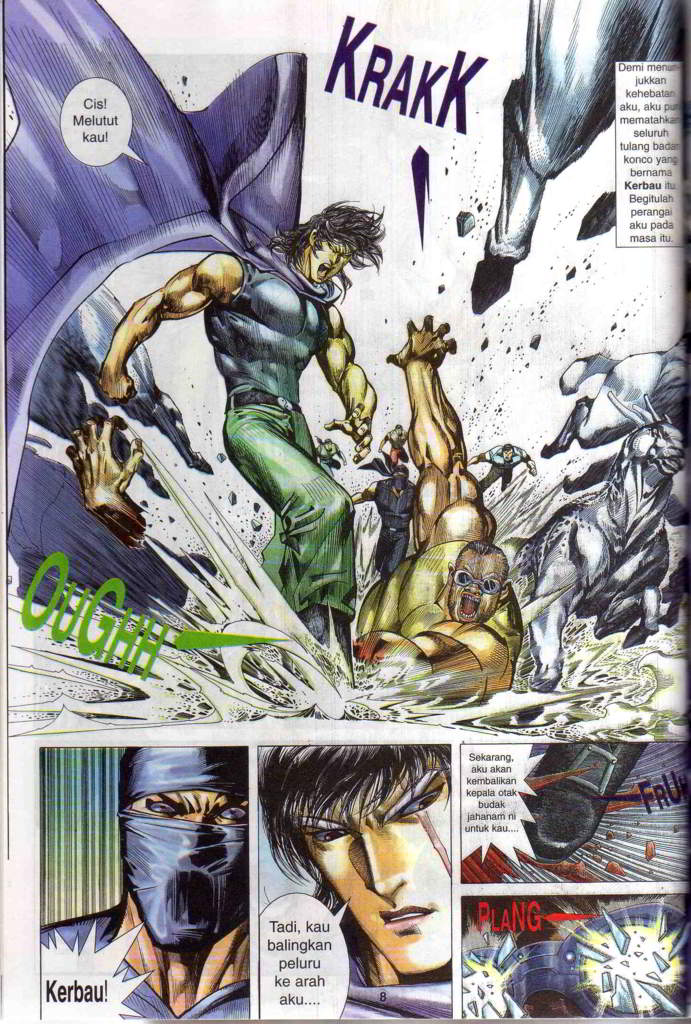 Cis!
Melutut
kau!
KRAKK
!
Demi menun-
jukkan
kehebatan
aku, aku pun
mematahkan
seluruh
tulang badan
konco yang
bernama
Kerbau itu.
Begitulah
perangai
aku pada
masa itu.
OUGHH
Kerbau!
Tadi, kau
balingkan
peluru
ke arah
aku....
8
Sekarang,
aku akan
kembalikan
kepala otak
budak
jahanam ni
untuk kau....
PLANG